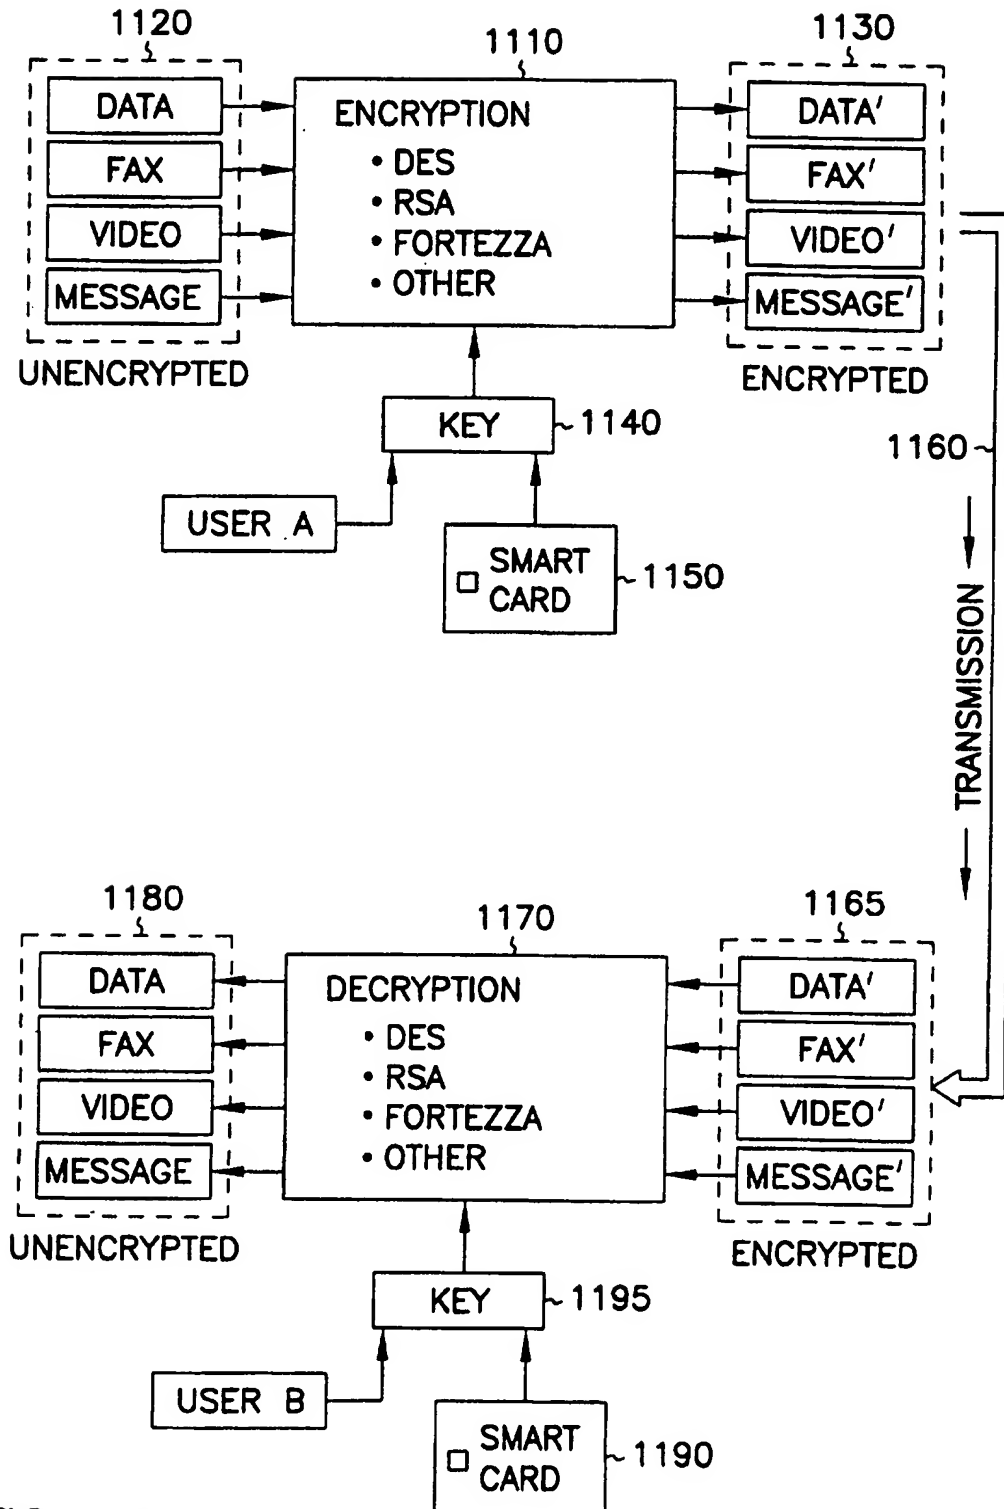 1120
1110
1130
DATA
FAX
VIDEO
MESSAGE
UNENCRYPTED
ENCRYPTION
• DES
• RSA
• FORTEZZA
• OTHER
DATA'
FAX'
VIDEO'
MESSAGE'
ENCRYPTED
KEY
1140
USER A
SMART
CARD
1150
1160
TRANSMISSION
1180
1170
1165
DATA
FAX
VIDEO
MESSAGE
UNENCRYPTED
DECRYPTION
• DES
• RSA
• FORTEZZA
• OTHER
DATA'
FAX'
VIDEO'
MESSAGE'
ENCRYPTED
KEY
1195
USER B
SMART
CARD
1190